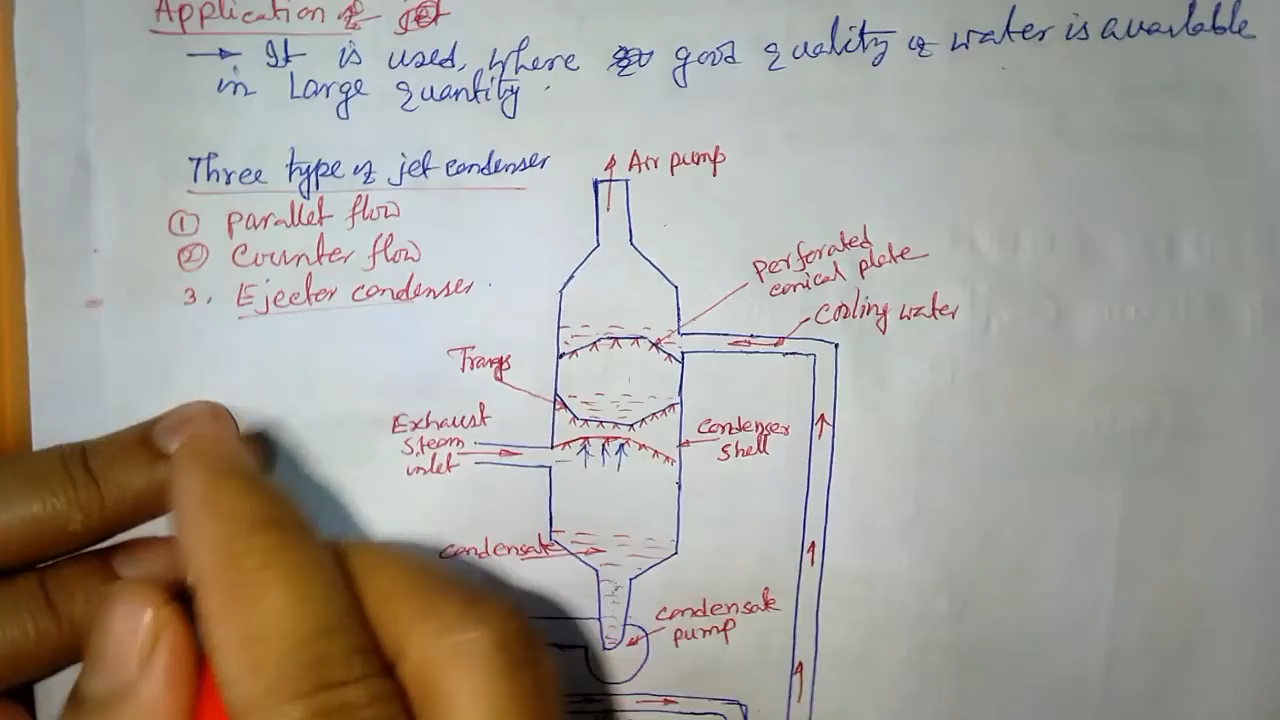 Application of jet
→ It is used, where good quality of water is available
in Large quantity.
Three type of jet condenser
① parallet flow
② Counter flow
3. Ejector condenser.
Air pump
perforated
conical plate
Cooling water
Trays
Exhaust
Steam
inlet
Condenser
Shell
Condensate
Condensate
pump